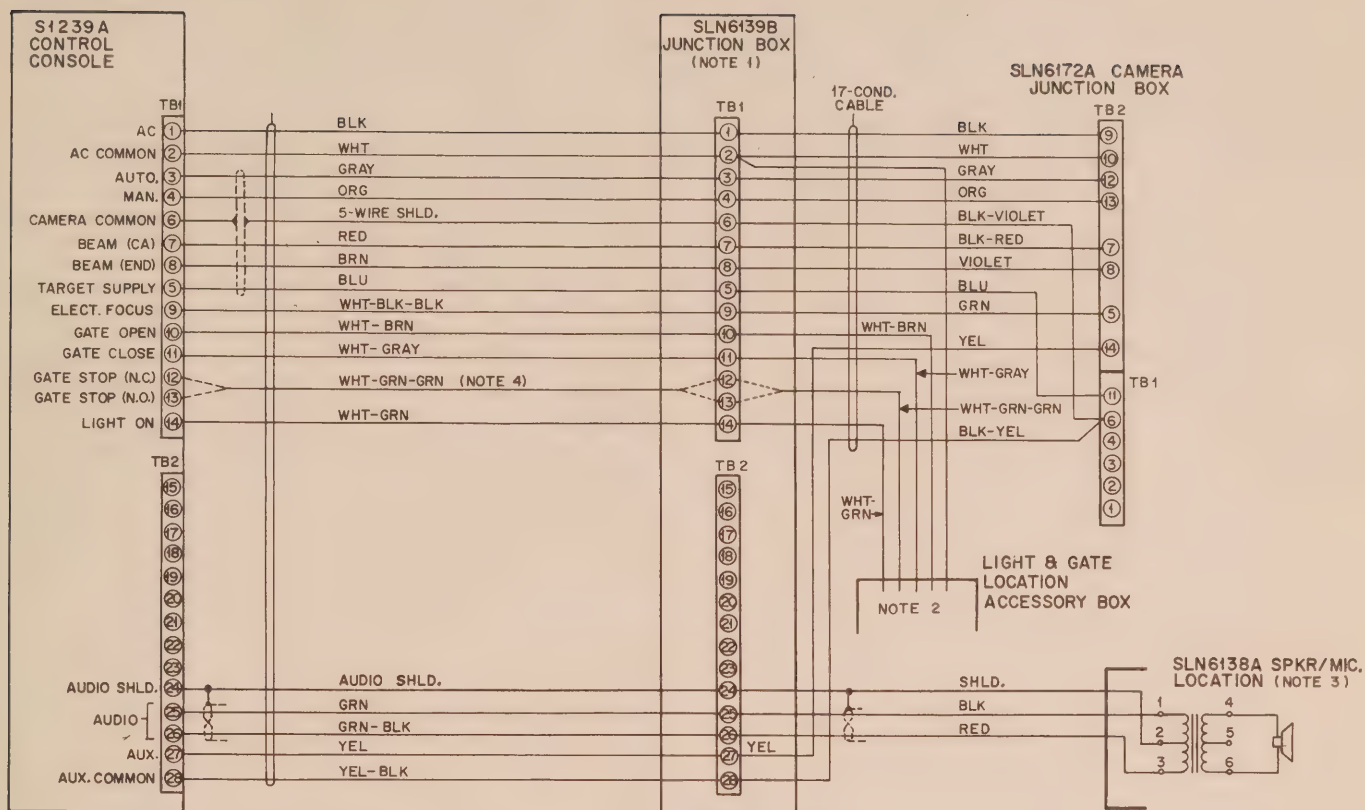 S1239A
CONTROL
CONSOLE
SLN6139B
JUNCTION BOX
(NOTE 1)
SLN6172A CAMERA
JUNCTION BOX
17-COND.
CABLE
TB1
TB1
TB2
AC 1 BLK 1 BLK 9
AC COMMON 2 WHT 2 WHT 10
AUTO. 3 GRAY 3 GRAY 12
MAN. 4 ORG 4 ORG 13
CAMERA COMMON 6 5-WIRE SHLD. 6 BLK-VIOLET
BEAM (CA) 7 RED 7 BLK-RED 7
BEAM (END) 8 BRN 8 VIOLET 8
TARGET SUPPLY 5 BLU 5 BLU
ELECT. FOCUS 9 WHT-BLK-BLK 9 GRN 5
GATE OPEN 10 WHT-BRN 10 WHT-BRN
YEL 14
GATE CLOSE 11 WHT-GRAY 11 WHT-GRAY
GATE STOP (N.C.) 12 WHT-GRN-GRN (NOTE 4) 12
TB1
11
GATE STOP (N.O.) 13 13 WHT-GRN-GRN
LIGHT ON 14 WHT-GRN 14 6
BLK-YEL 4
3
2
1
TB2 TB2
15 15
16 16
WHT-
GRN
17 17
18 18
19 19
20 20
21 21
22 22
23 23
LIGHT & GATE
LOCATION
ACCESSORY BOX
NOTE 2
SLN6138A SPKR/MIC.
LOCATION (NOTE 3)
AUDIO SHLD. 24 AUDIO SHLD. 24 SHLD.
AUDIO 25 GRN 25 BLK 1 4
26 GRN-BLK 26 RED 2 5
AUX. 27 YEL 27 YEL 3 6
AUX. COMMON 28 YEL-BLK 28